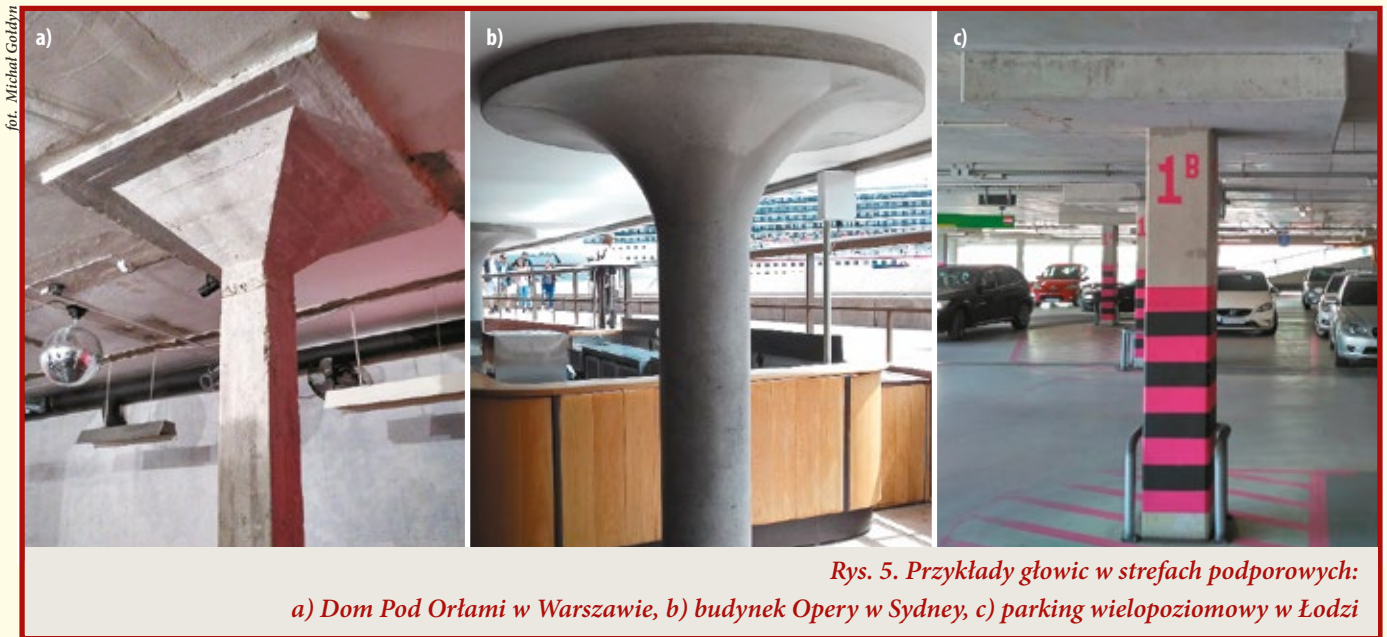 fot. Michał Gołdyn
a)
b)
c)
1B
Rys. 5. Przykłady głowic w strefach podporowych:
a) Dom Pod Orłami w Warszawie, b) budynek Opery w Sydney, c) parking wielopoziomowy w Łodzi